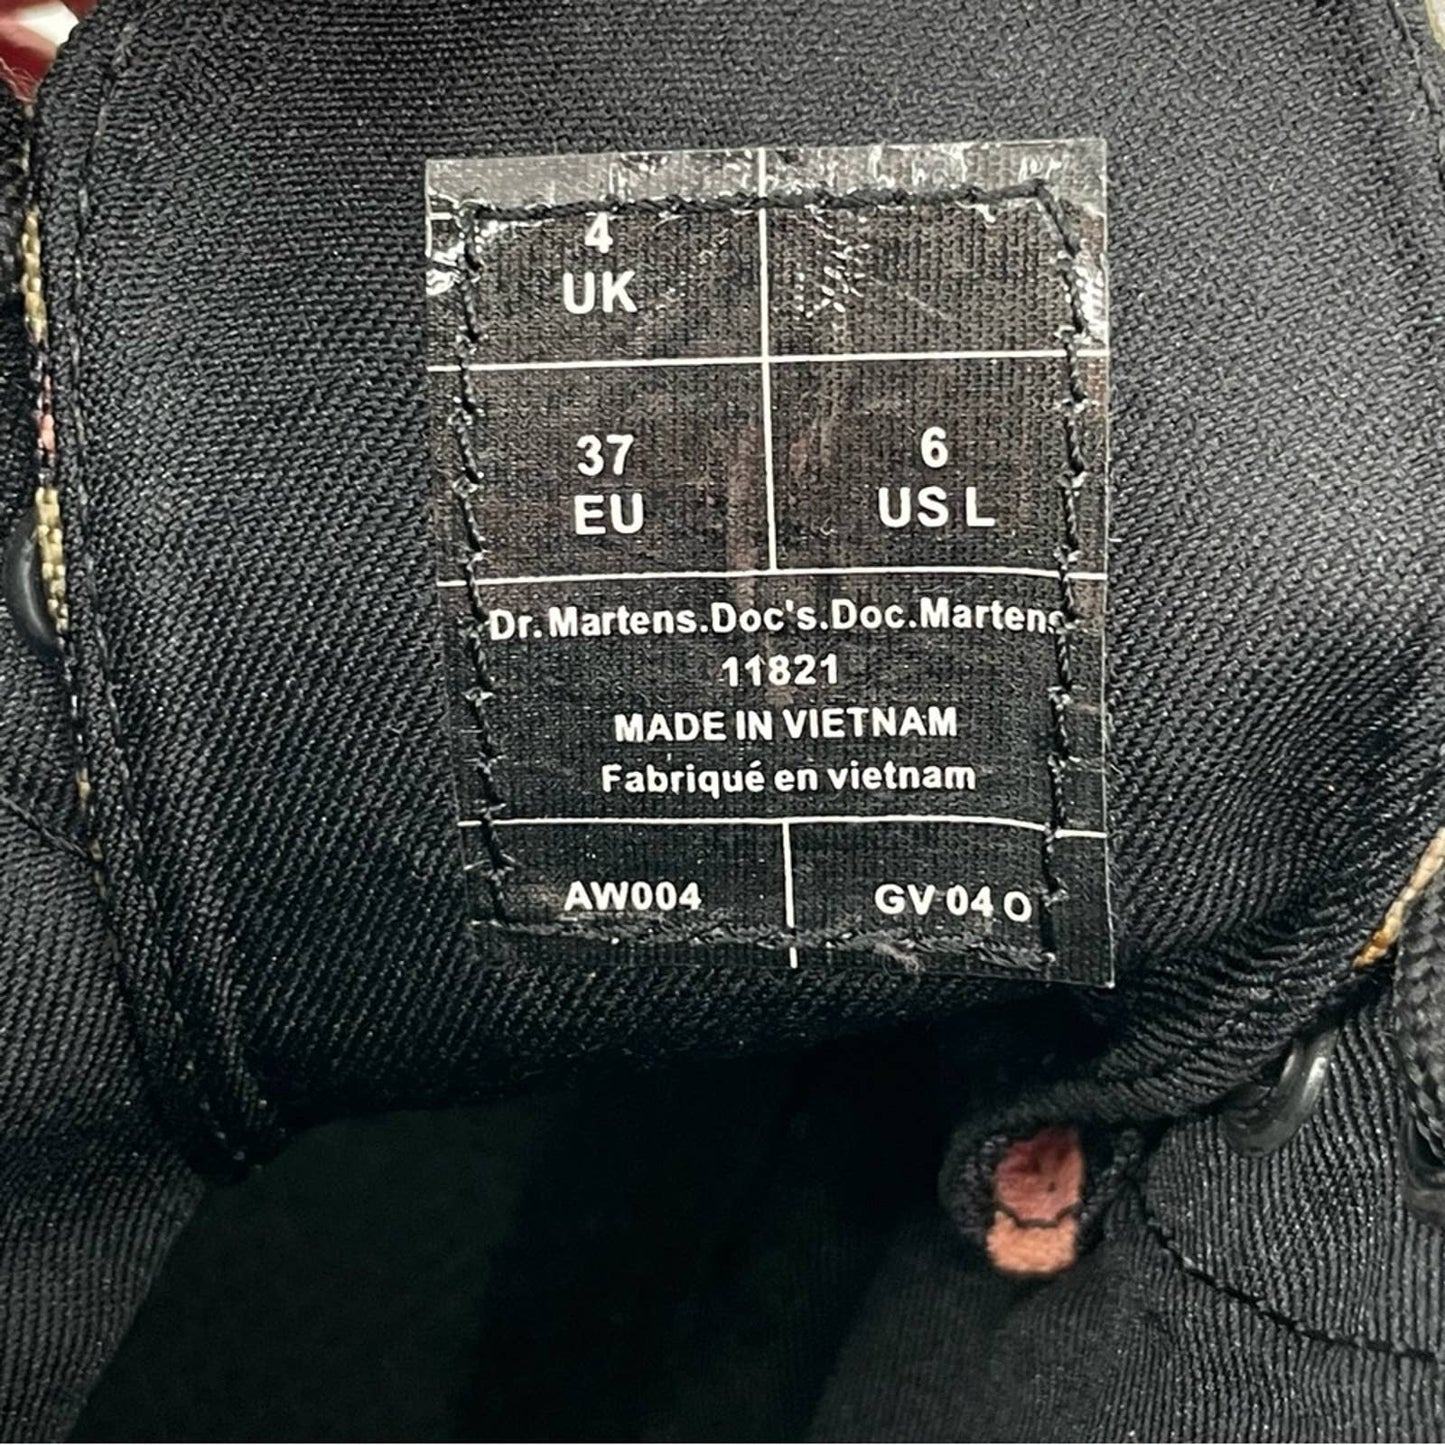 4
UK
37
EU
6
US L
Dr. Martens.Doc's.Doc.Martens
11821
MADE IN VIETNAM
Fabriqué en vietnam
AW004
GV 04 O